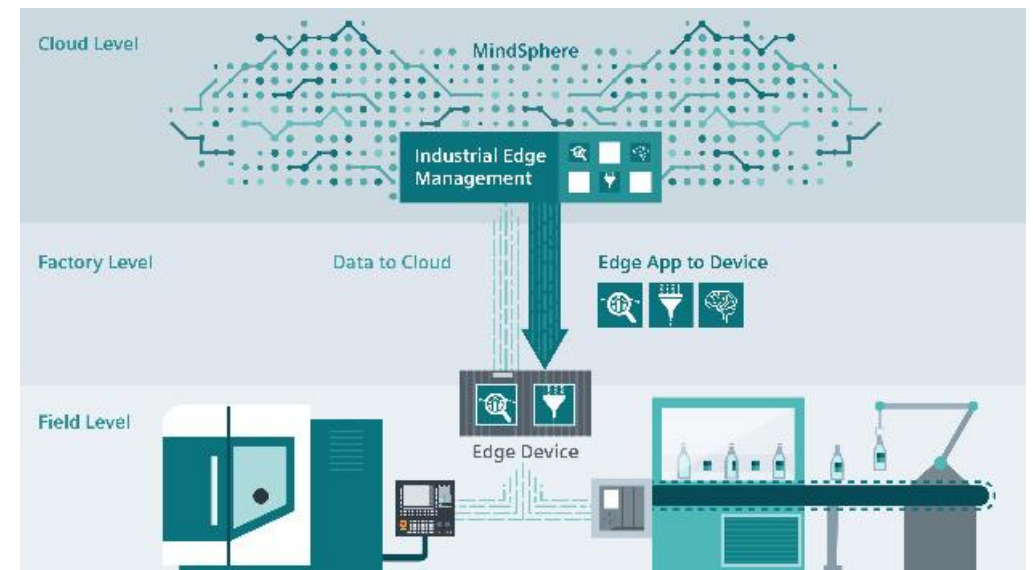 Cloud Level
MindSphere
Industrial Edge
Management
Factory Level
Data to Cloud
Edge App to Device
Field Level
Edge Device